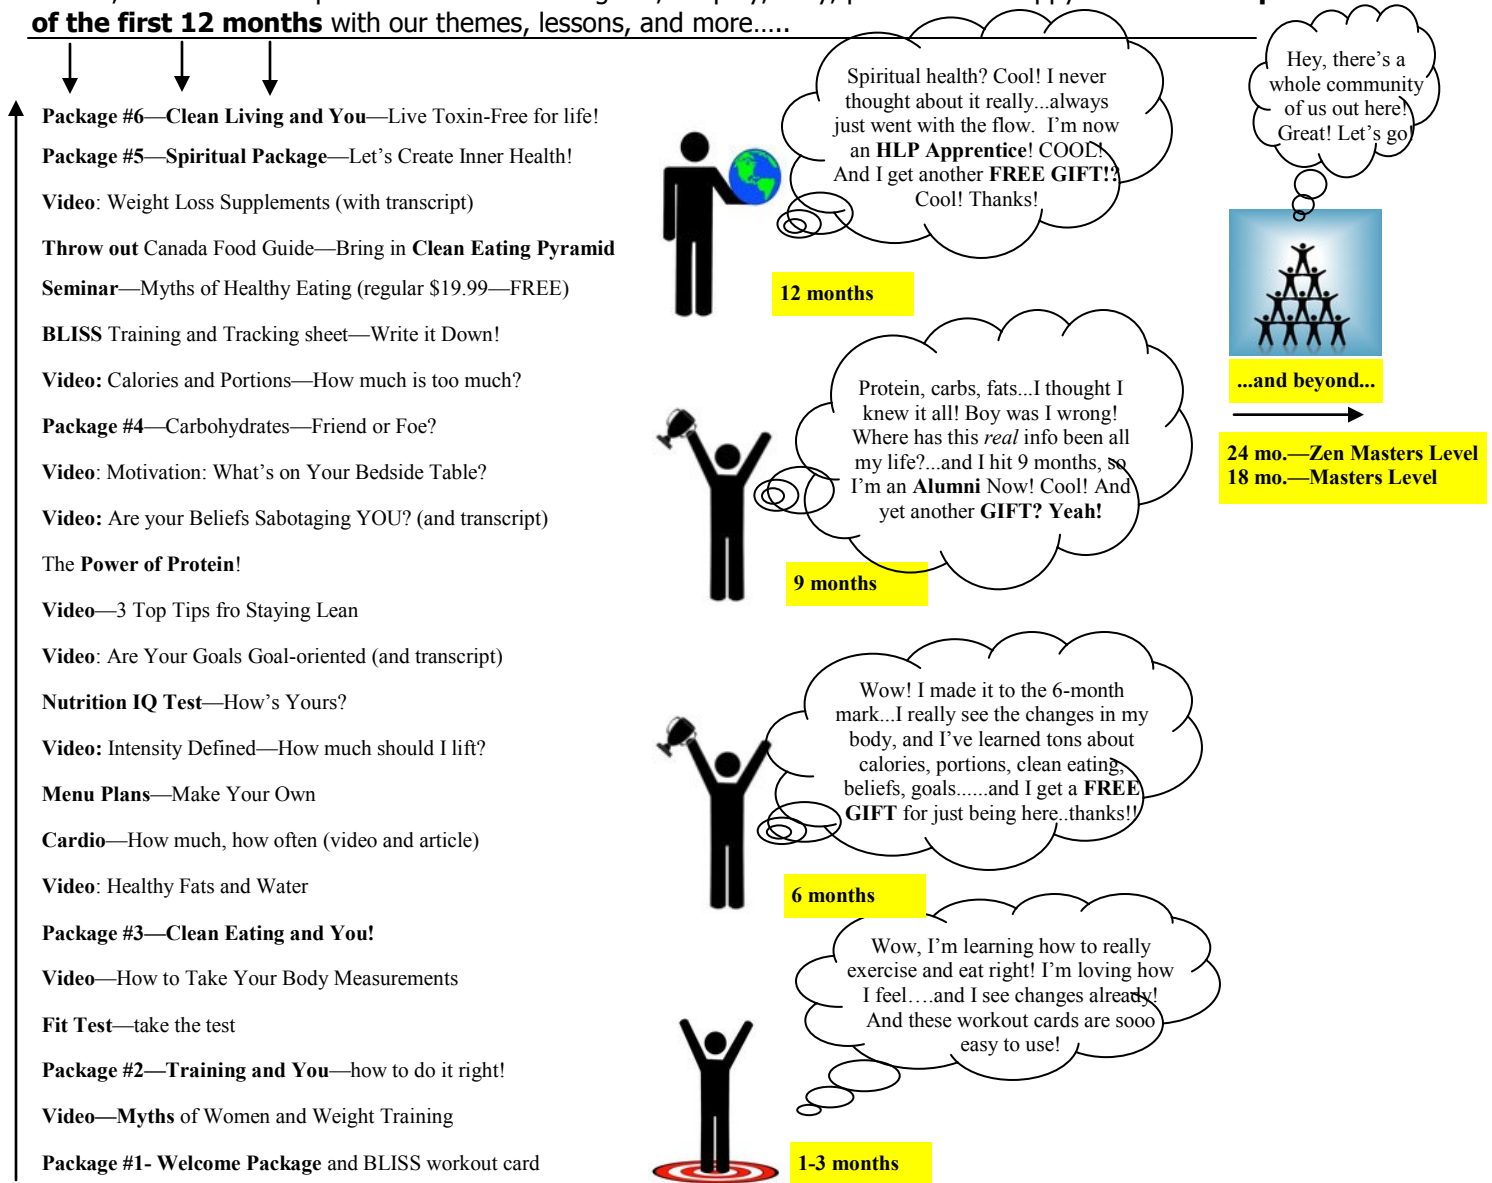 of the first 12 months with our themes, lessons, and more…..
Package #6—Clean Living and You—Live Toxin-Free for life!
Package #5—Spiritual Package—Let’s Create Inner Health!
Video: Weight Loss Supplements (with transcript)
Throw out Canada Food Guide—Bring in Clean Eating Pyramid
Seminar—Myths of Healthy Eating (regular $19.99—FREE)
BLISS Training and Tracking sheet—Write it Down!
Video: Calories and Portions—How much is too much?
Package #4—Carbohydrates—Friend or Foe?
Video: Motivation: What’s on Your Bedside Table?
Video: Are your Beliefs Sabotaging YOU? (and transcript)
The Power of Protein!
Video—3 Top Tips fro Staying Lean
Video: Are Your Goals Goal-oriented (and transcript)
Nutrition IQ Test—How’s Yours?
Video: Intensity Defined—How much should I lift?
Menu Plans—Make Your Own
Cardio—How much, how often (video and article)
Video: Healthy Fats and Water
Package #3—Clean Eating and You!
Video—How to Take Your Body Measurements
Fit Test—take the test
Package #2—Training and You—how to do it right!
Video—Myths of Women and Weight Training
Package #1- Welcome Package and BLISS workout card
Spiritual health? Cool! I never
thought about it really...always
just went with the flow. I’m now
an HLP Apprentice! COOL!
And I get another FREE GIFT!?
Cool! Thanks!
12 months
Protein, carbs, fats...I thought I
knew it all! Boy was I wrong!
Where has this real info been all
my life?...and I hit 9 months, so
I’m an Alumni Now! Cool! And
yet another GIFT? Yeah!
9 months
Wow! I made it to the 6-month
mark...I really see the changes in my
body, and I’ve learned tons about
calories, portions, clean eating,
beliefs, goals......and I get a FREE
GIFT for just being here..thanks!!
6 months
Wow, I’m learning how to really
exercise and eat right! I’m loving how
I feel….and I see changes already!
And these workout cards are sooo
easy to use!
1-3 months
Hey, there’s a
whole community
of us out here!
Great! Let’s go!
...and beyond...
24 mo.—Zen Masters Level
18 mo.—Masters Level